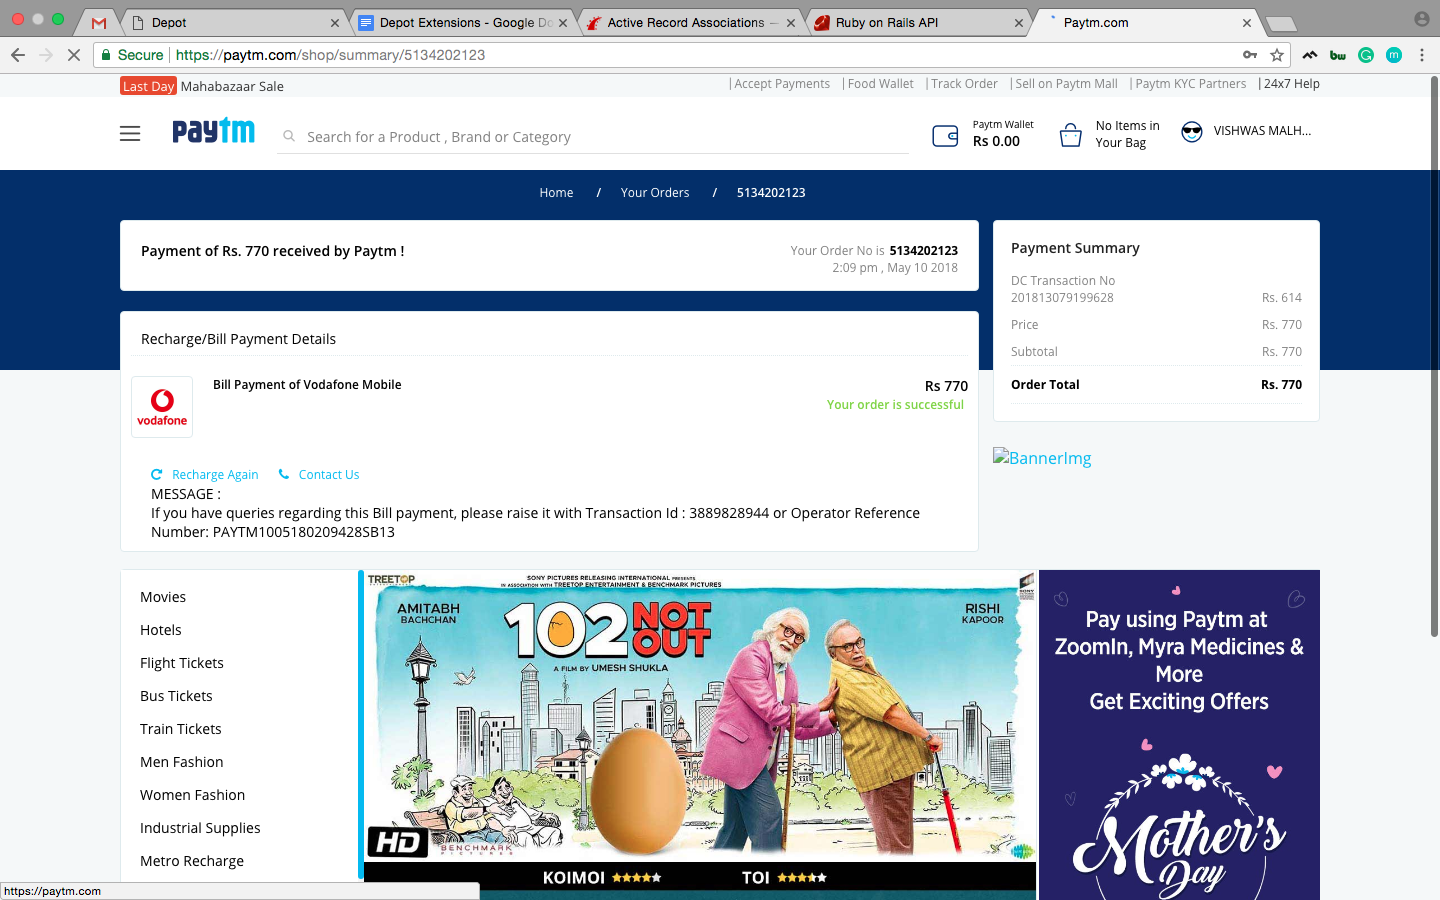 Depot
Depot Extensions - Google Do
Active Record Associations —
Ruby on Rails API
Paytm.com
Secure https://paytm.com/shop/summary/5134202123
Last Day Mahabazaar Sale
|Accept Payments |Food Wallet |Track Order |Sell on Paytm Mall |Paytm KYC Partners |24x7 Help
paytm
Search for a Product , Brand or Category
Paytm Wallet
Rs 0.00
No Items in
Your Bag
VISHWAS MALH...
Home / Your Orders / 5134202123
Payment of Rs. 770 received by Paytm !
Your Order No is 5134202123
2:09 pm , May 10 2018
Payment Summary
DC Transaction No
201813079199628 Rs. 614
Price Rs. 770
Subtotal Rs. 770
Order Total Rs. 770
Recharge/Bill Payment Details
vodafone
Bill Payment of Vodafone Mobile
Rs 770
Your order is successful
Recharge Again Contact Us
MESSAGE :
If you have queries regarding this Bill payment, please raise it with Transaction Id : 3889828944 or Operator Reference
Number: PAYTM1005180209428SB13
BannerImg
Movies
Hotels
Flight Tickets
Bus Tickets
Train Tickets
Men Fashion
Women Fashion
Industrial Supplies
Metro Recharge
TREETOP
SONY PICTURES RELEASING INTERNATIONAL PRESENTS
IN ASSOCIATION WITH TREETOP ENTERTAINMENT & BENCHMARK PICTURES
AMITABH
BACHCHAN
102 NOT
OUT
RISHI
KAPOOR
A FILM BY UMESH SHUKLA
HD
BENCHMARK
PICTURES
KOIMOI
TOI
Pay using Paytm at
ZoomIn, Myra Medicines &
More
Get Exciting Offers
Mother's
Day
https://paytm.com